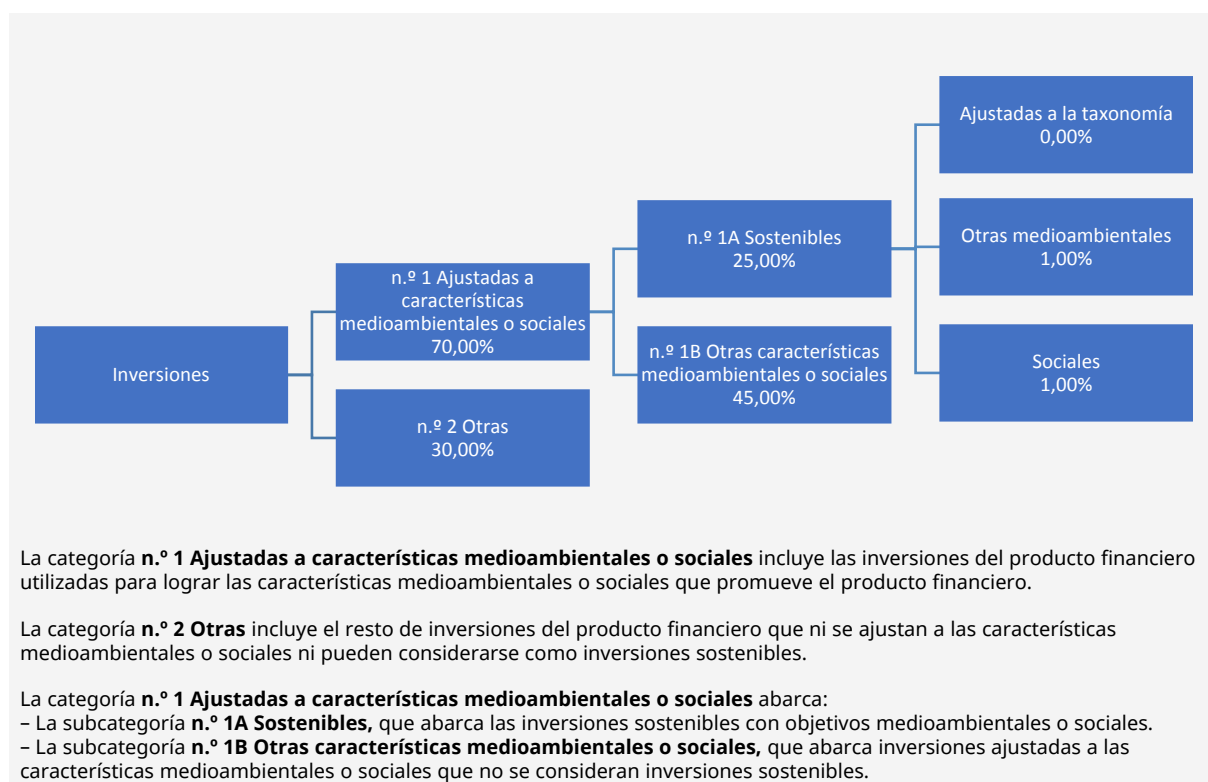 Ajustadas a la taxonomía
0,00%
n.º 1A Sostenibles
25,00%
Otras medioambientales
1,00%
n.º 1 Ajustadas a
características
medioambientales o sociales
70,00%
Inversiones
n.º 1B Otras características
medioambientales o sociales
45,00%
Sociales
1,00%
n.º 2 Otras
30,00%
La categoría n.º 1 Ajustadas a características medioambientales o sociales incluye las inversiones del producto financiero
utilizadas para lograr las características medioambientales o sociales que promueve el producto financiero.
La categoría n.º 2 Otras incluye el resto de inversiones del producto financiero que ni se ajustan a las características
medioambientales o sociales ni pueden considerarse como inversiones sostenibles.
La categoría n.º 1 Ajustadas a características medioambientales o sociales abarca:
– La subcategoría n.º 1A Sostenibles, que abarca las inversiones sostenibles con objetivos medioambientales o sociales.
– La subcategoría n.º 1B Otras características medioambientales o sociales, que abarca inversiones ajustadas a las
características medioambientales o sociales que no se consideran inversiones sostenibles.